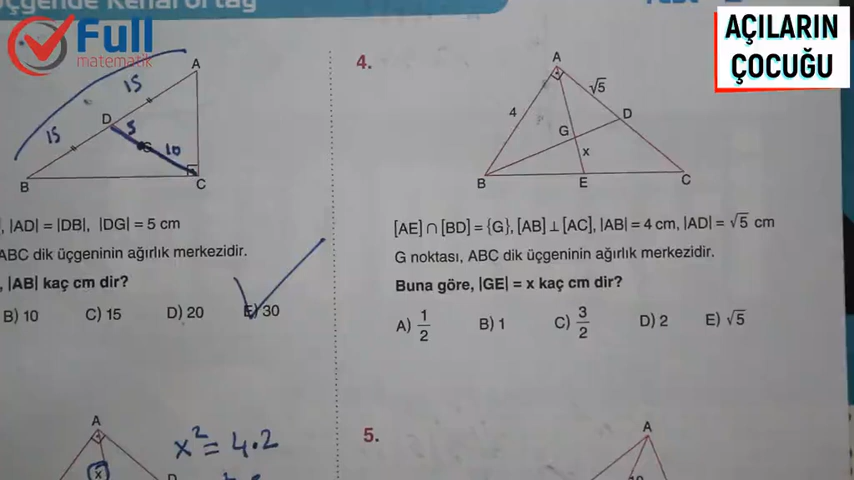 üçgende Kenarortay
Full
matematik
AÇILARIN
ÇOCUĞU
A
15
D
5
15
G
10
B
C
, |AD| = |DB|, |DG| = 5 cm
ABC dik üçgeninin ağırlık merkezidir.
, |AB| kaç cm dir?
B) 10 C) 15 D) 20 E) 30
4.
A
√5
4
D
G
x
B
E
C
[AE] ∩ [BD] = {G}, [AB] ⊥ [AC], |AB| = 4 cm, |AD| = √5 cm
G noktası, ABC dik üçgeninin ağırlık merkezidir.
Buna göre, |GE| = x kaç cm dir?
A) 1/2 B) 1 C) 3/2 D) 2 E) √5
A
x
x² = 4·2
5.
A